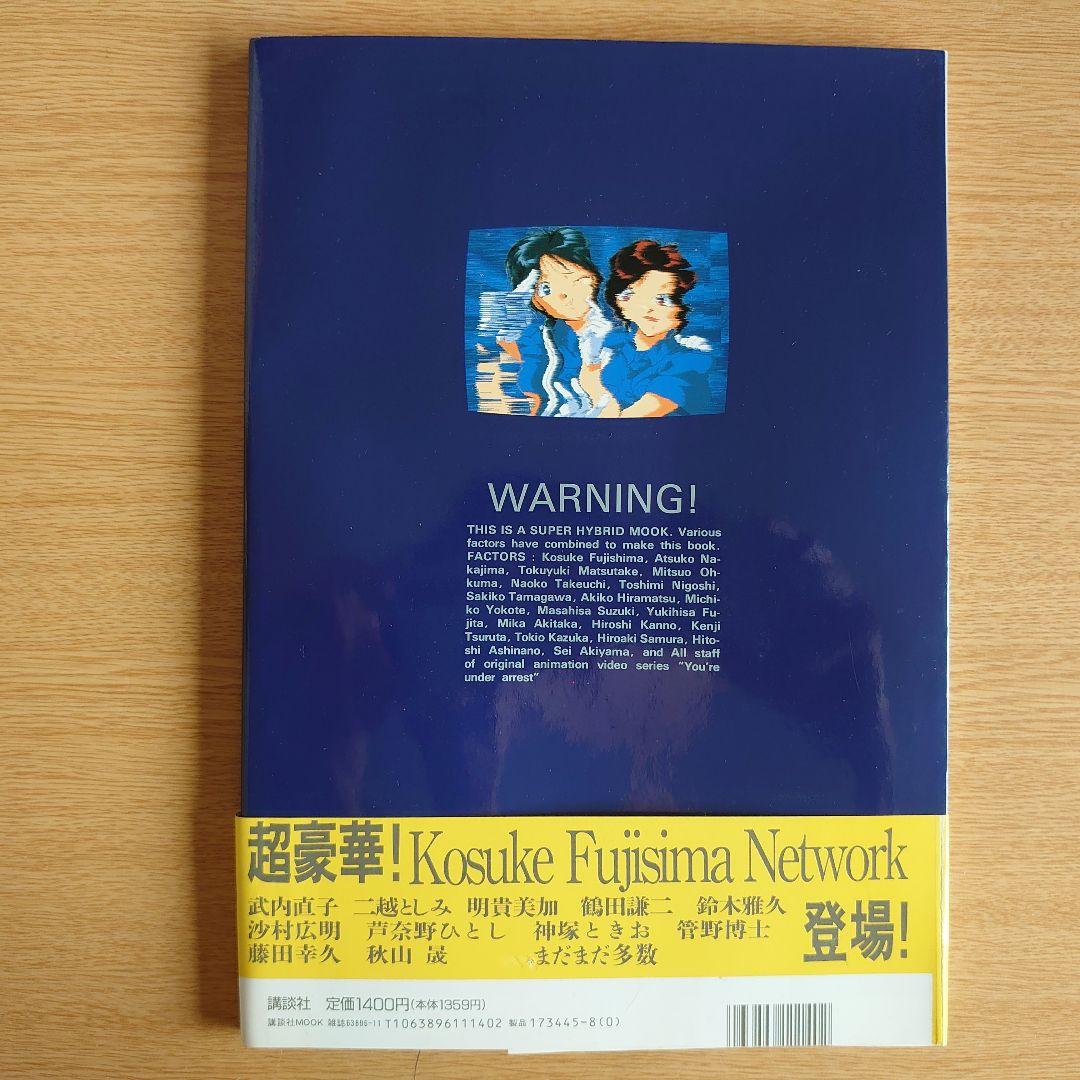 WARNING!
THIS IS A SUPER HYBRID MOOK. Various
factors have combined to make this book.
FACTORS : Kosuke Fujishima, Atsuko Na-
kajima, Tokuyuki Matsutake, Mitsuo Oh-
kuma, Naoko Takeuchi, Toshimi Nigoshi,
Sakiko Tamagawa, Akiko Hiramatsu, Michi-
ko Yokote, Masahisa Suzuki, Yukihisa Fu-
jita, Mika Akitaka, Hiroshi Kanno, Kenji
Tsuruta, Tokio Kazuka, Hiroaki Samura, Hito-
shi Ashinano, Sei Akiyama, and All staff
of original animation video series "You're
under arrest"
超豪華!Kosuke Fujisima Network
武内直子 二越としみ 明貴美加 鶴田謙二 鈴木雅久
沙村広明 芦奈野ひとし 神塚ときお 管野博士
藤田幸久 秋山 晟 まだまだ多数
登場!
講談社 定価1400円(本体1359円)
講談社MOOK 雑誌63896-11 T1063896111402 製品 173445-8(0)